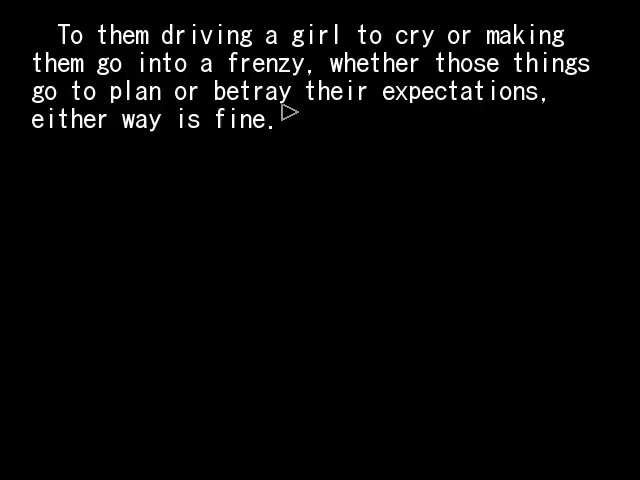 To them driving a girl to cry or making
them go into a frenzy, whether those things
go to plan or betray their expectations,
either way is fine.